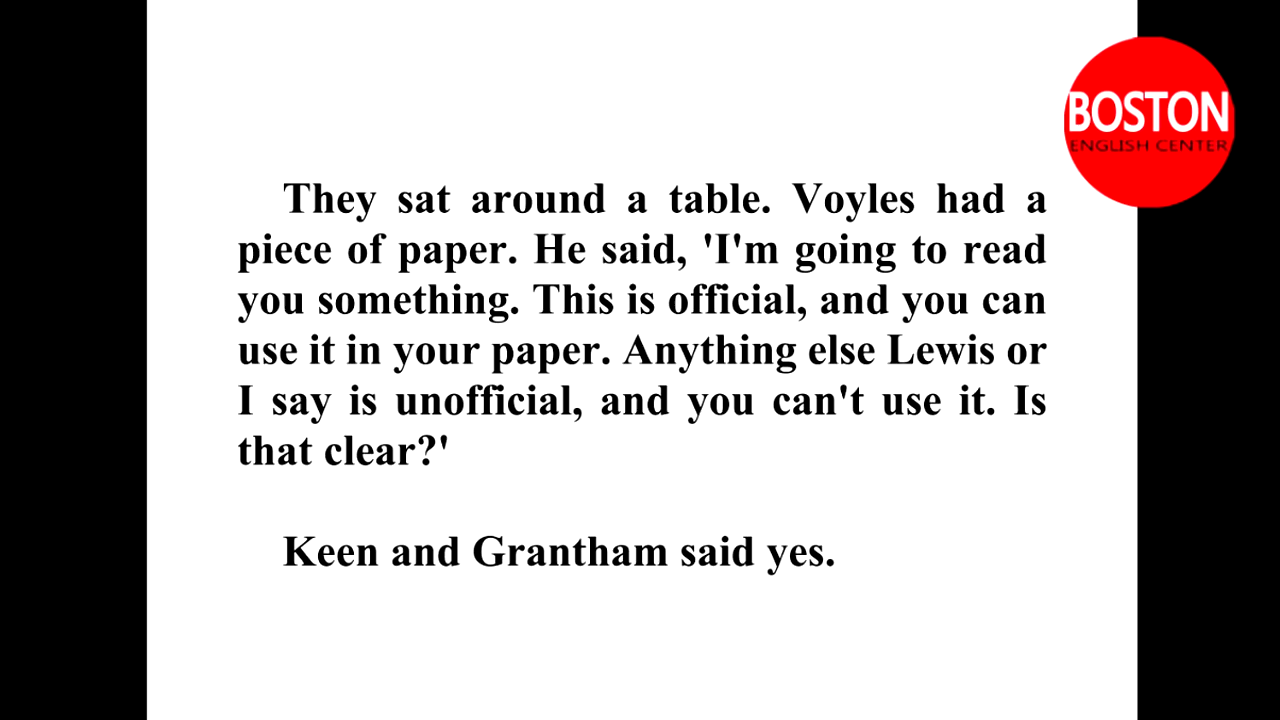 BOSTON
ENGLISH CENTER
They sat around a table. Voyles had a
piece of paper. He said, 'I'm going to read
you something. This is official, and you can
use it in your paper. Anything else Lewis or
I say is unofficial, and you can't use it. Is
that clear?'
Keen and Grantham said yes.